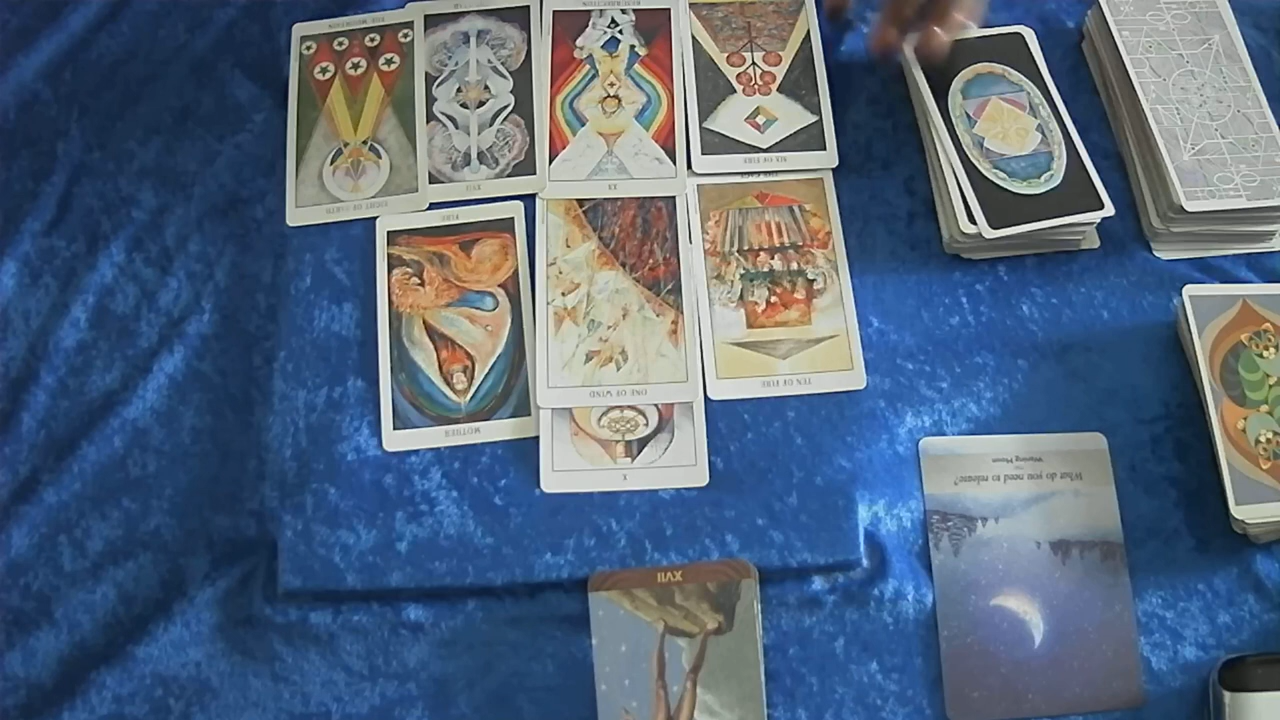 EIGHT OF EARTH
XVII
RESURRECTION
XX
SIX OF FIRE
FIRE
MOTHER
ONE OF WIND
X
TEN OF FIRE
XVII
What do you need to release?
Waning Moon